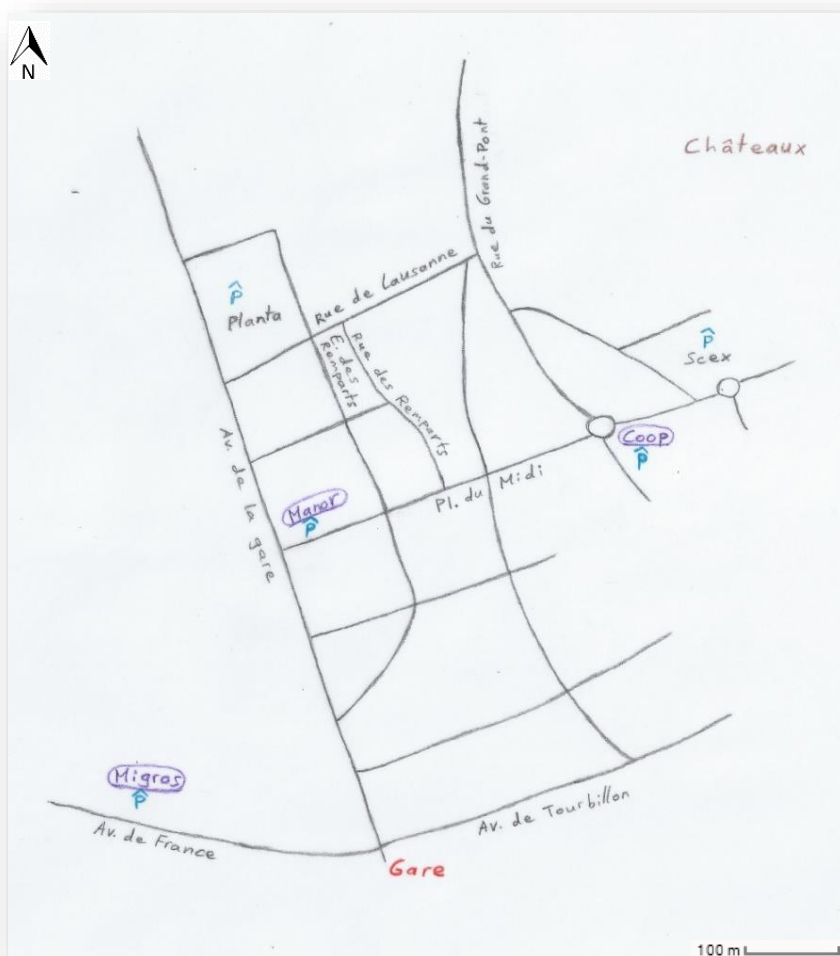 N
Rue du Grand-Pont
Châteaux
P
Planta
Rue de Lausanne
E. des
Remparts
Rue des Remparts
P
Scex
Av. de la gare
Coop
P
Manor
P
Pl. du Midi
Migros
P
Av. de France
Av. de Tourbillon
Gare
100 m